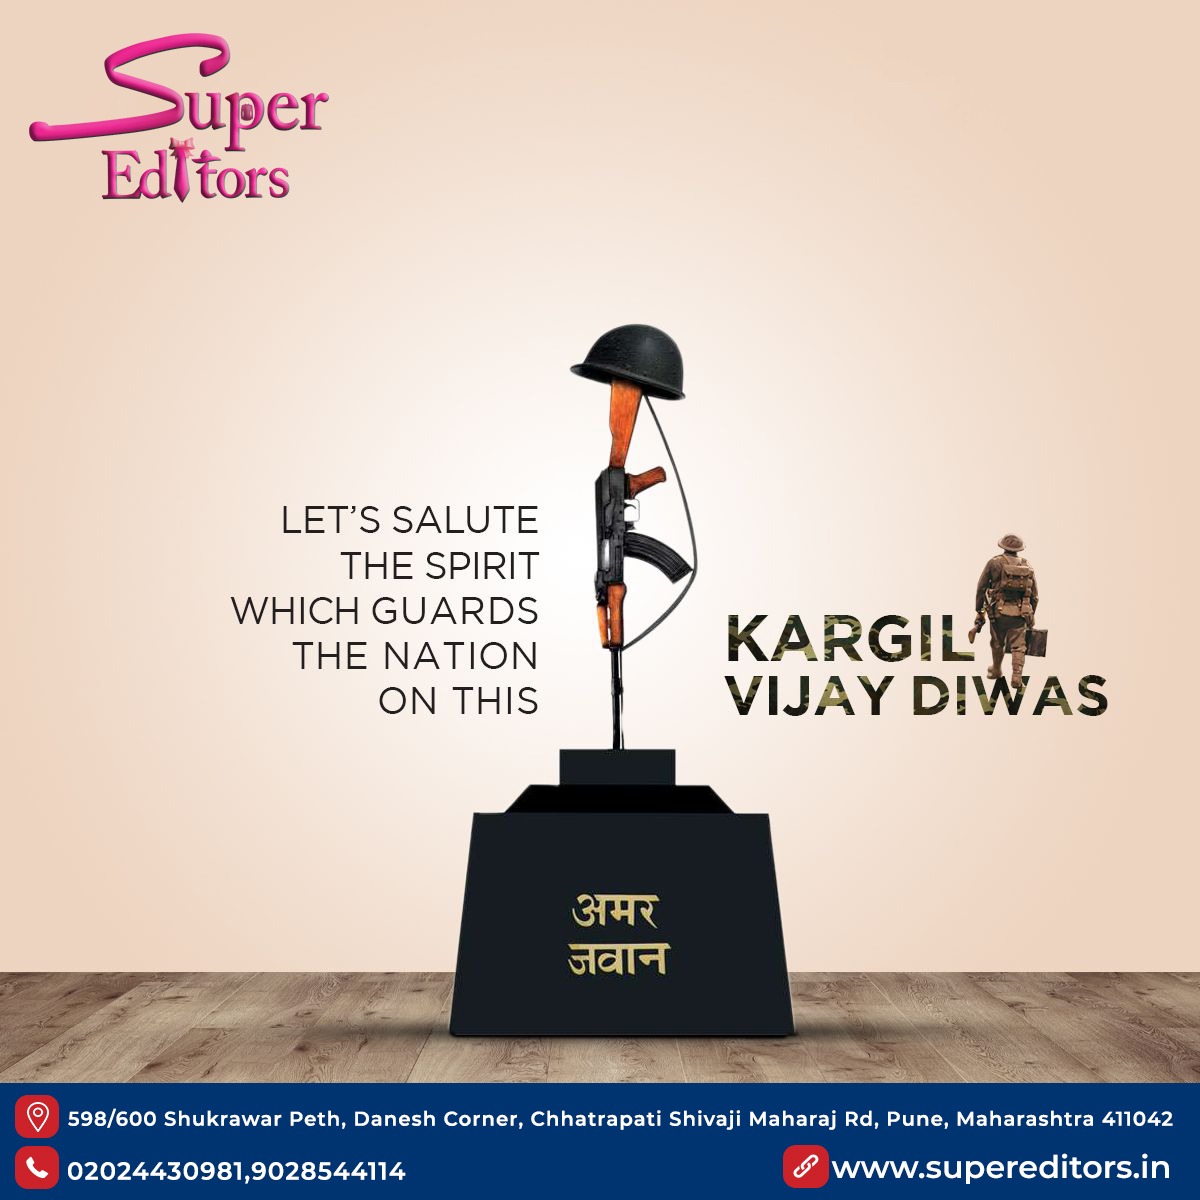 Super
Editors
LET'S SALUTE
THE SPIRIT
WHICH GUARDS
THE NATION
ON THIS
KARGIL
VIJAY DIWAS
अमर
जवान
598/600 Shukrawar Peth, Danesh Corner, Chhatrapati Shivaji Maharaj Rd, Pune, Maharashtra 411042
02024430981,9028544114
www.supereditors.in